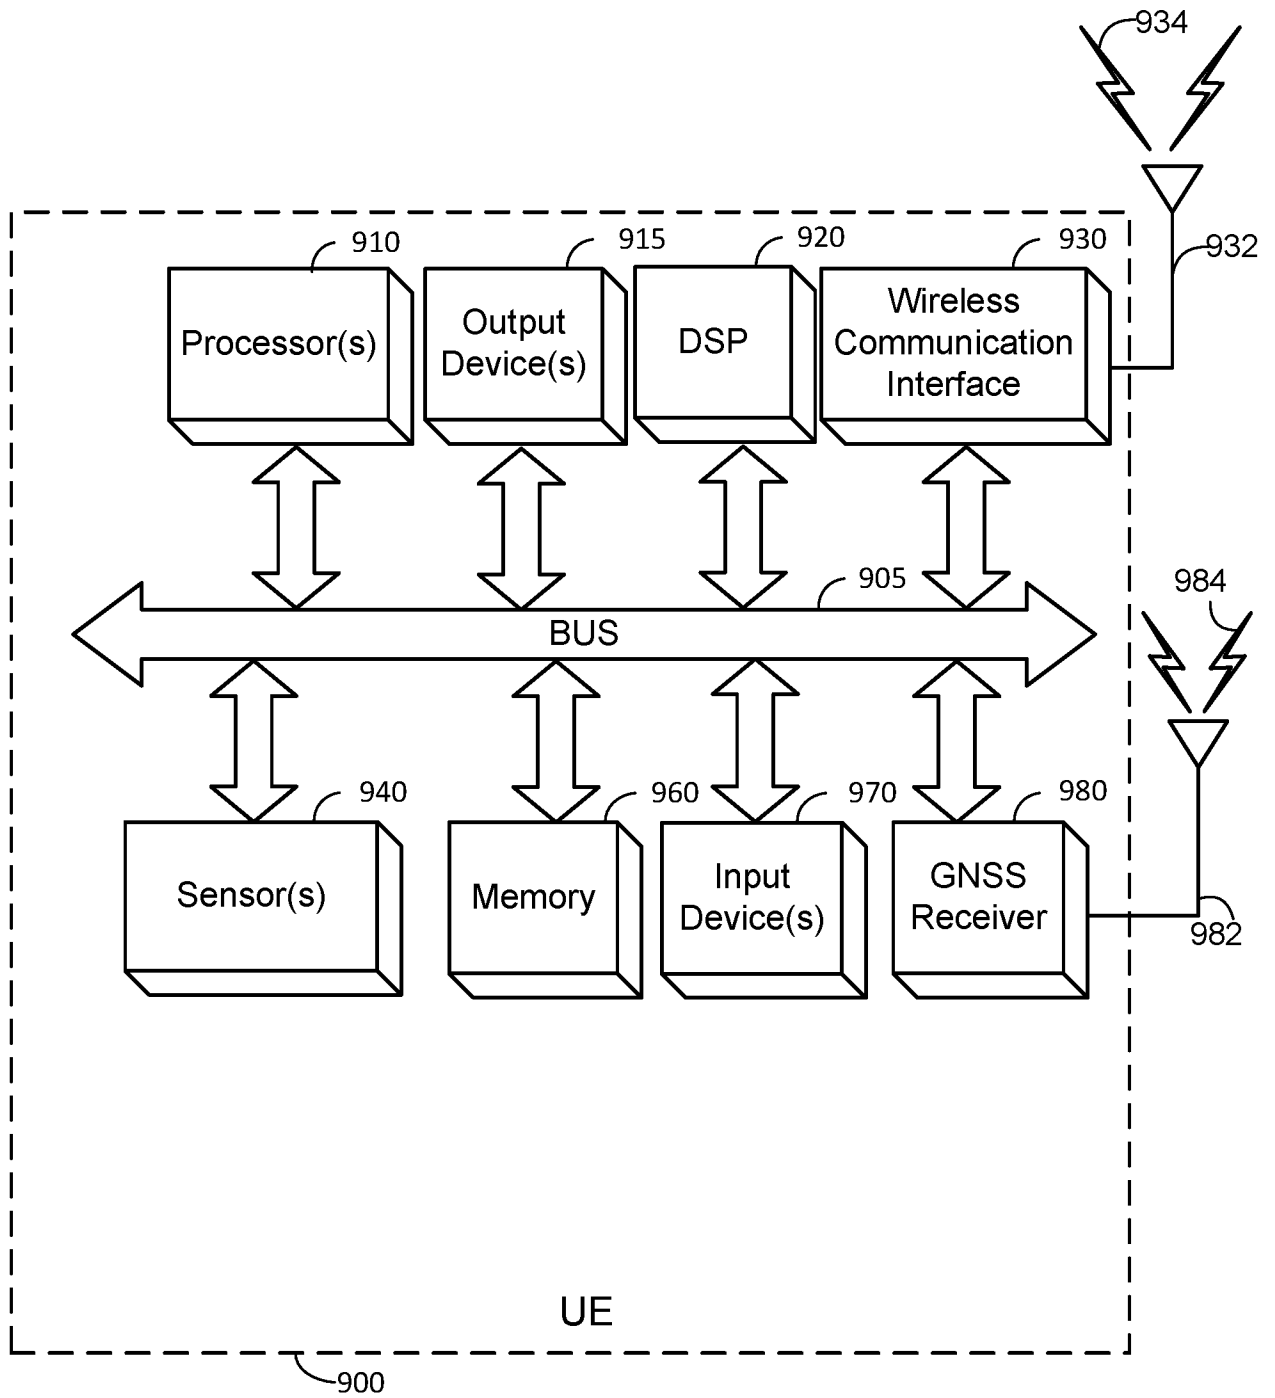 934
932
910
915
920
930
Processor(s)
Output
Device(s)
DSP
Wireless
Communication
Interface
905
BUS
984
940
960
970
980
Sensor(s)
Memory
Input
Device(s)
GNSS
Receiver
982
UE
900